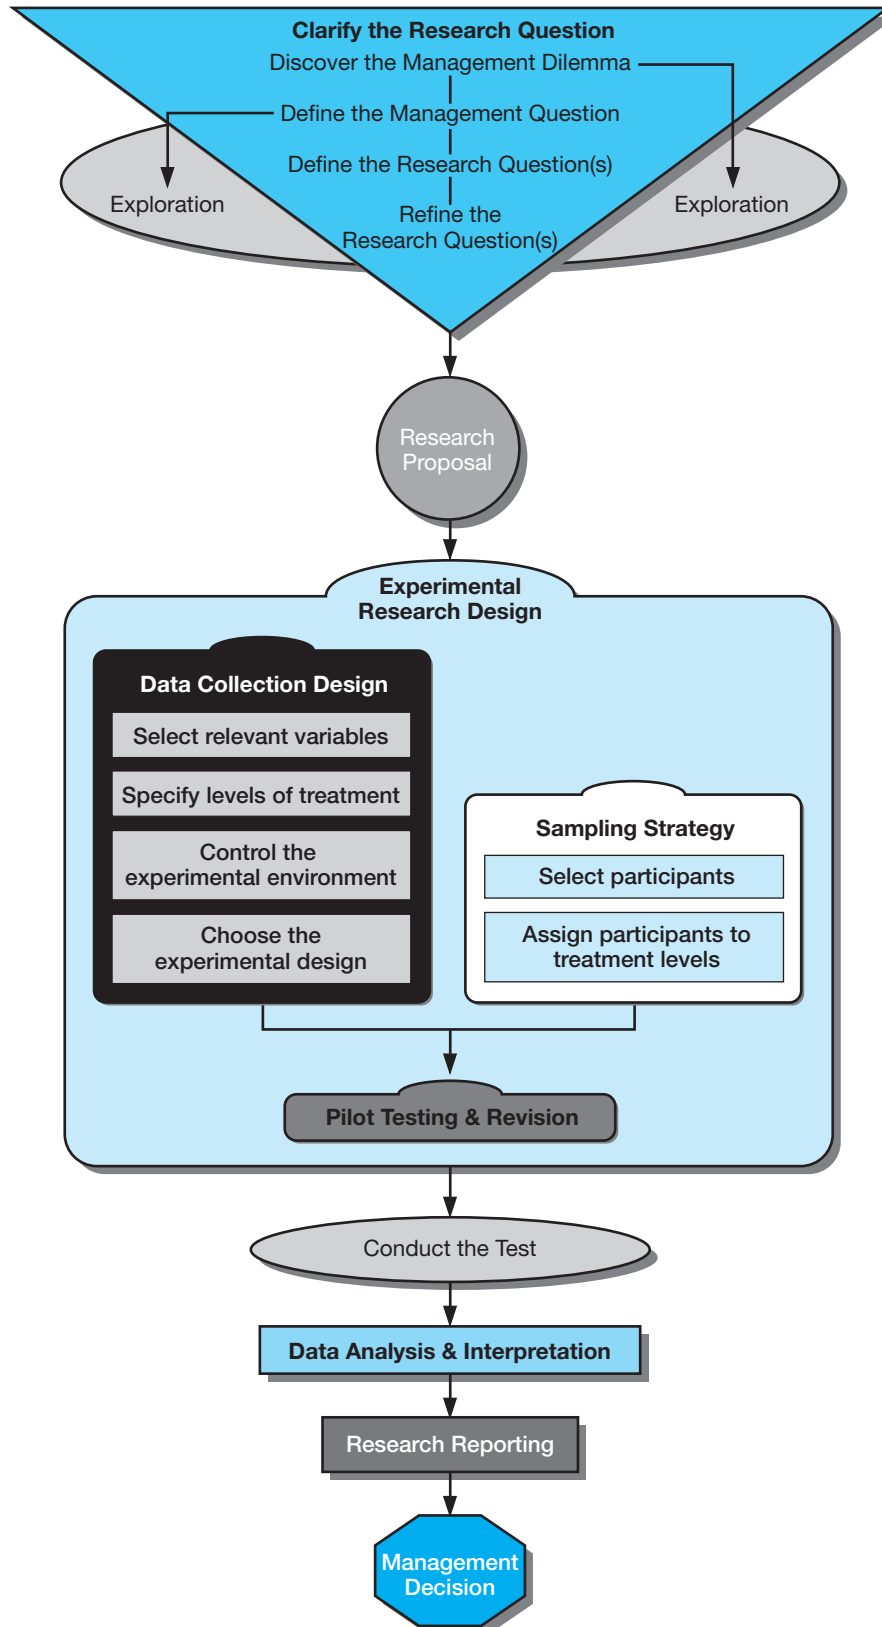 Clarify the Research Question
Discover the Management Dilemma
Define the Management Question
Define the Research Question(s)
Exploration
Refine the
Research Question(s)
Exploration
Research
Proposal
Experimental
Research Design
Data Collection Design
Select relevant variables
Specify levels of treatment
Control the
experimental environment
Choose the
experimental design
Sampling Strategy
Select participants
Assign participants to
treatment levels
Pilot Testing & Revision
Conduct the Test
Data Analysis & Interpretation
Research Reporting
Management
Decision